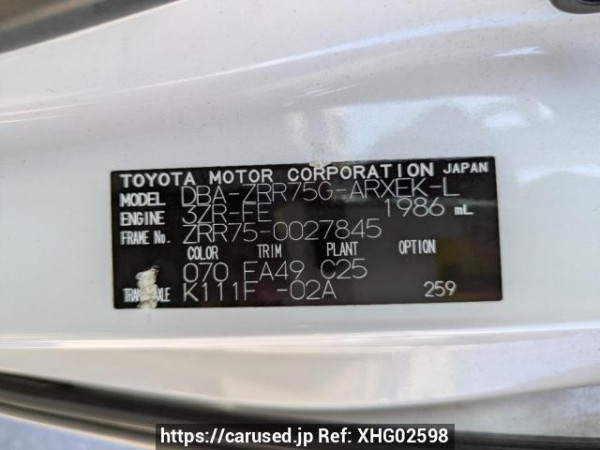 TOYOTA MOTOR CORPORATION JAPAN
MODEL DBA-ZRR75G-ARXEK-L
ENGINE 3ZR-FE 1986 mL
FRAME No. ZRR75-0027845
COLOR TRIM PLANT OPTION
070 FA49 C25
K111F -02A 259
https://carused.jp Ref: XHG02598